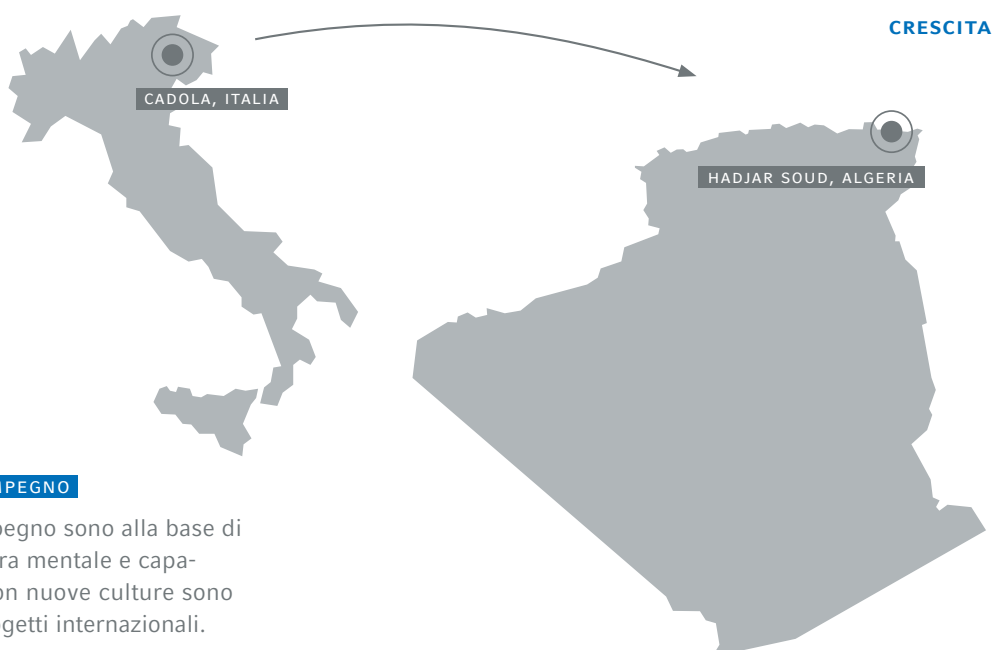 CRESCITA
CADOLA, ITALIA
HADJAR SOUD, ALGERIA
MPEGNO
pegno sono alla base di
ra mentale e capa-
on nuove culture sono
getti internazionali.